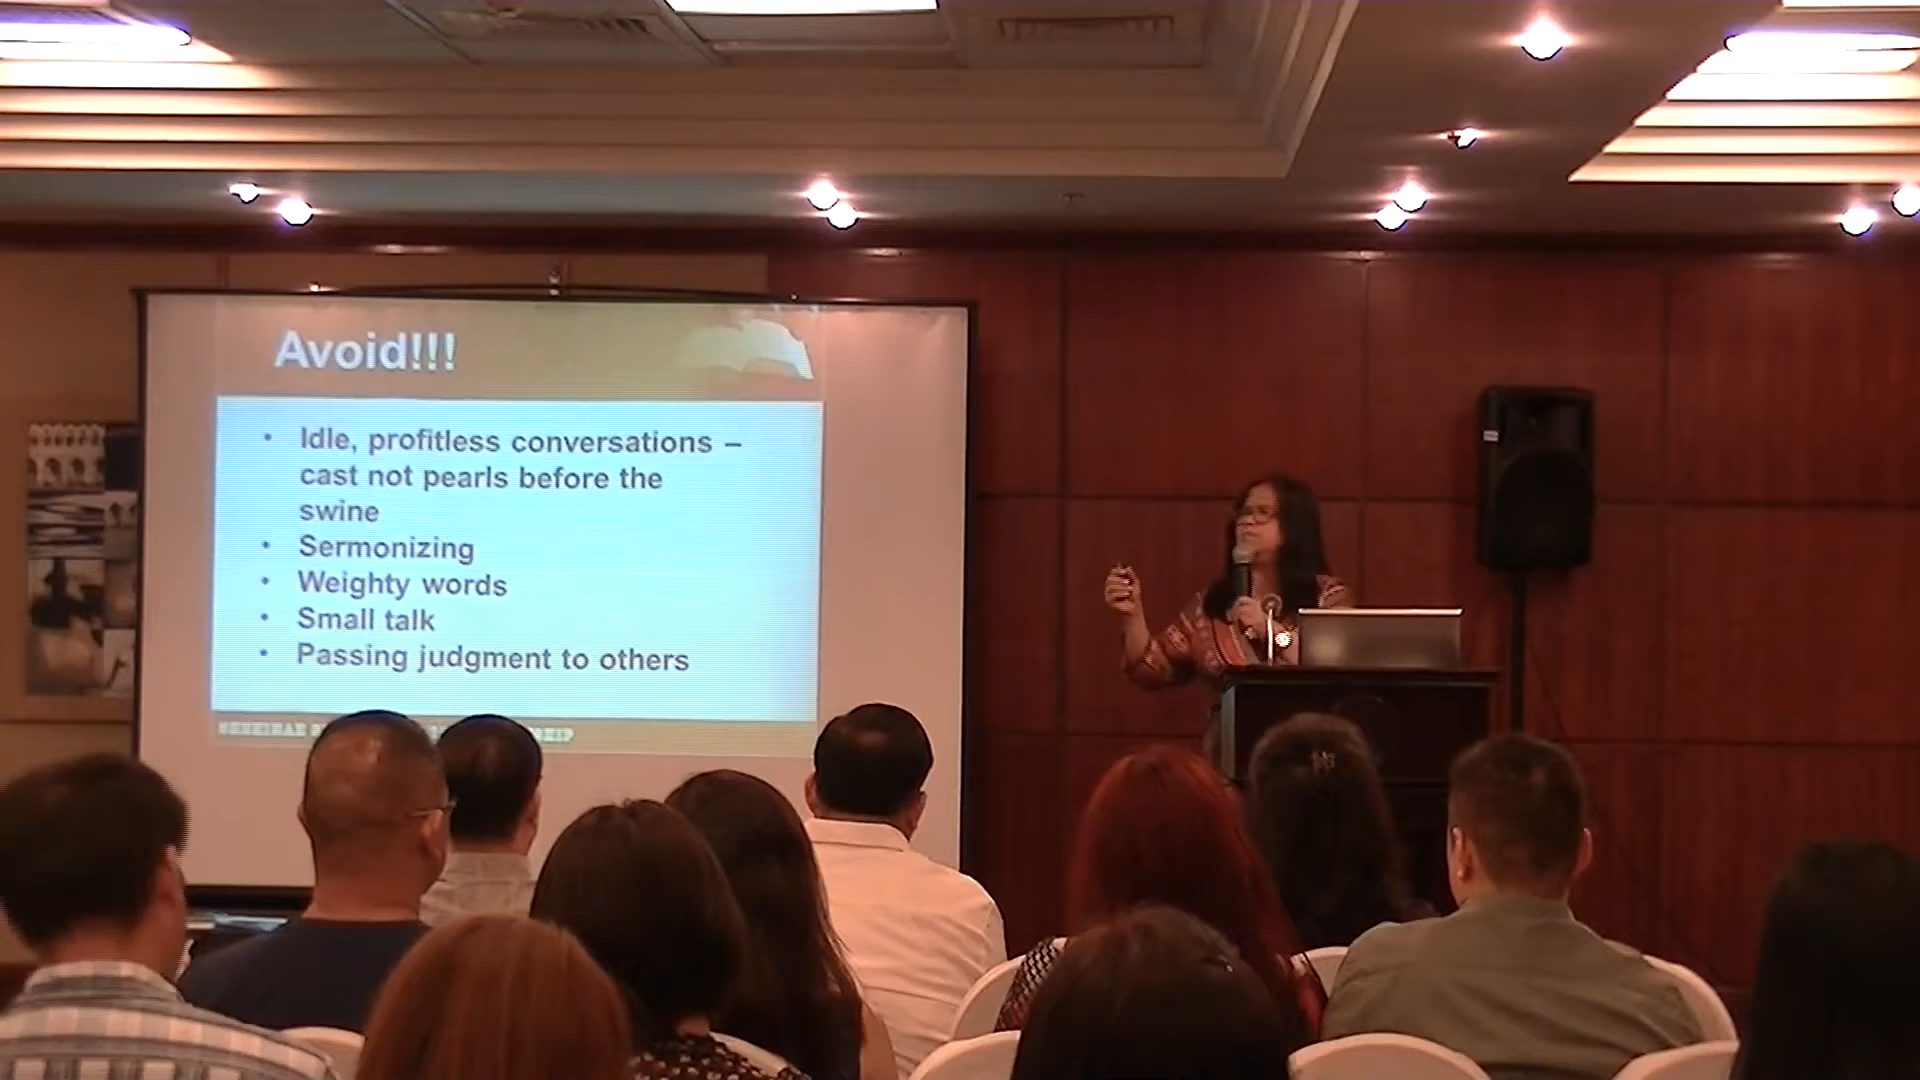 Avoid!!!
• Idle, profitless conversations –
cast not pearls before the
swine
• Sermonizing
• Weighty words
• Small talk
• Passing judgment to others